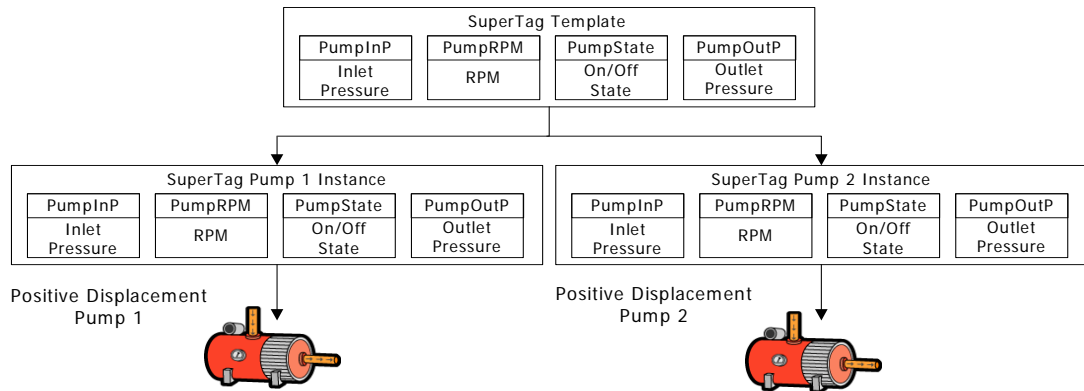 SuperTag Template
PumpInP PumpRPM PumpState PumpOutP
Inlet Pressure RPM On/Off State Outlet Pressure
SuperTag Pump 1 Instance
PumpInP PumpRPM PumpState PumpOutP
Inlet Pressure RPM On/Off State Outlet Pressure
SuperTag Pump 2 Instance
PumpInP PumpRPM PumpState PumpOutP
Inlet Pressure RPM On/Off State Outlet Pressure
Positive Displacement
Pump 1
Positive Displacement
Pump 2